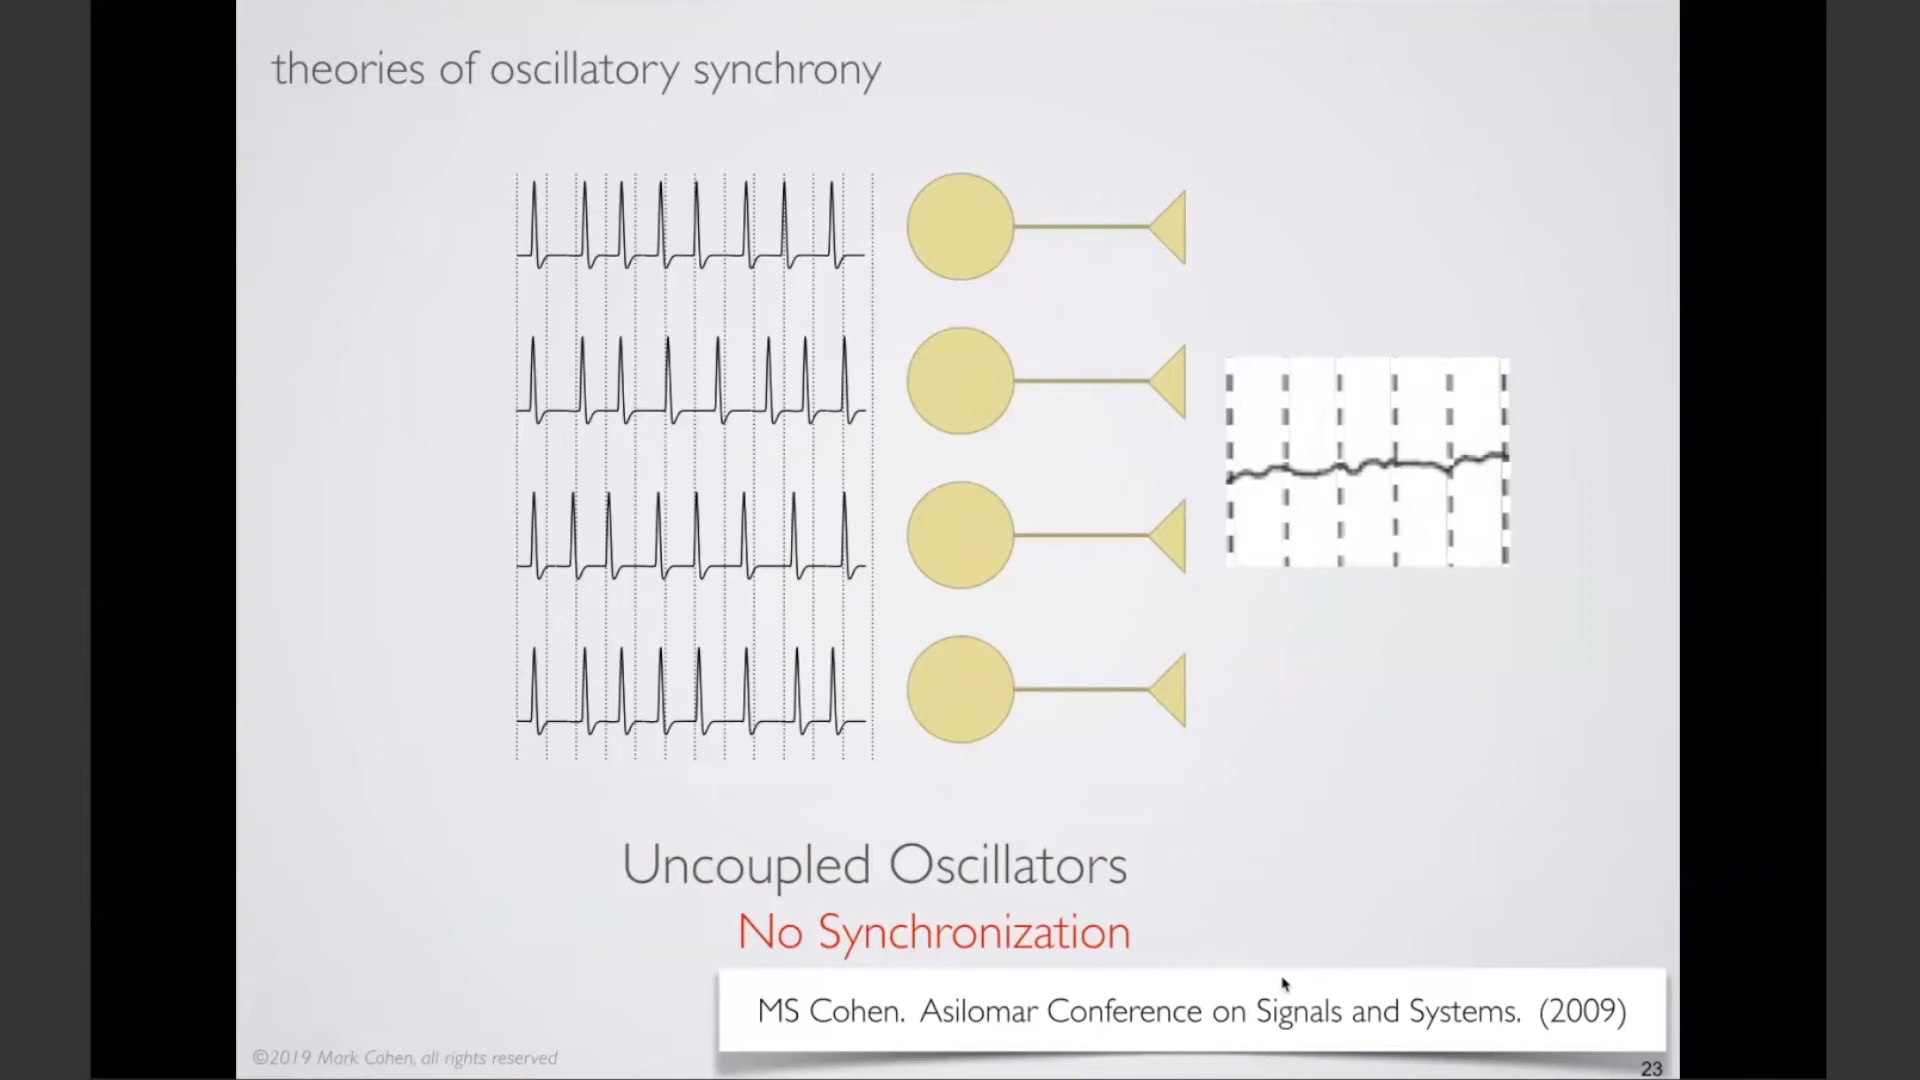 theories of oscillatory synchrony
Uncoupled Oscillators
No Synchronization
MS Cohen. Asilomar Conference on Signals and Systems. (2009)
©2019 Mark Cohen, all rights reserved
23